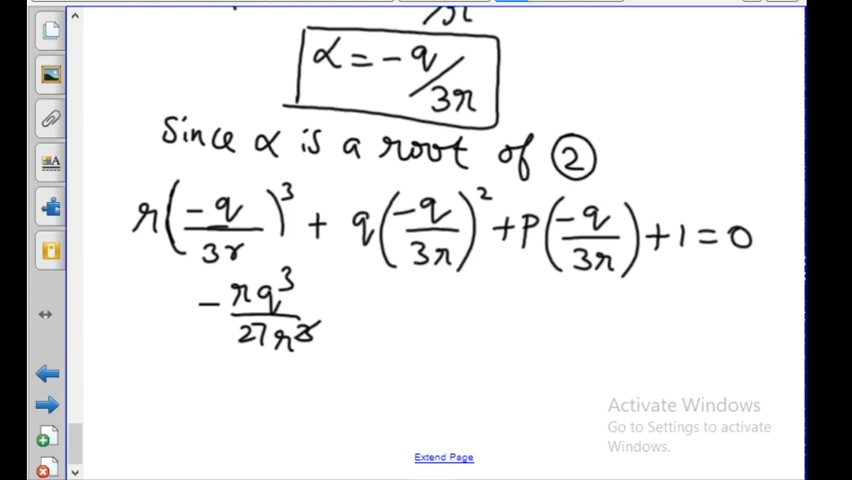 α = -q/3r
Since α is a root of ②
r(-q/3r)³ + q(-q/3r)² + P(-q/3r) + 1 = 0
- rq³/27r³
Activate Windows
Go to Settings to activate
Windows.
Extend Page